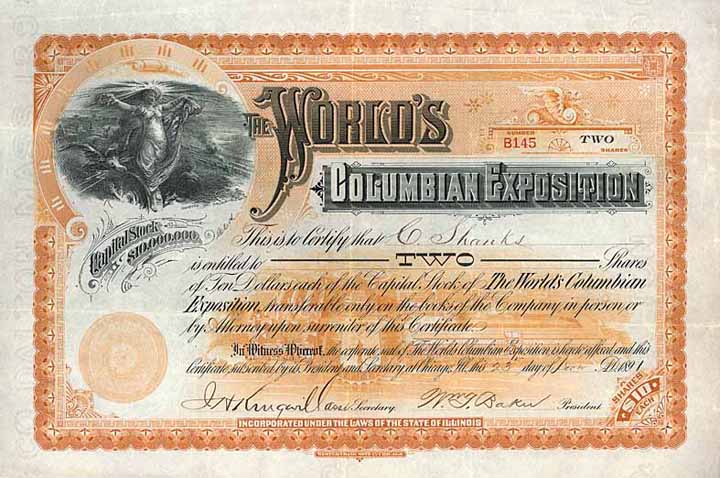 THE WORLD'S
COLUMBIAN EXPOSITION
NUMBER
B145
TWO
SHARES
Capital Stock
$10,000,000
This is to Certify that C. Shanks
is entitled to TWO Shares
of Ten Dollars each of the Capital Stock of The World's Columbian
Exposition, transferable only on the books of the Company in person or
by Attorney upon surrender of this Certificate.
In Witness Whereof, the corporate seal of The World's Columbian Exposition is hereto affixed and this
Certificate subscribed by its President and Secretary at Chicago, Ill. this 23 day of A.D. 1891
Secretary. Wm. T. Baker President.
SHARES
$10
EACH
INCORPORATED UNDER THE LAWS OF THE STATE OF ILLINOIS